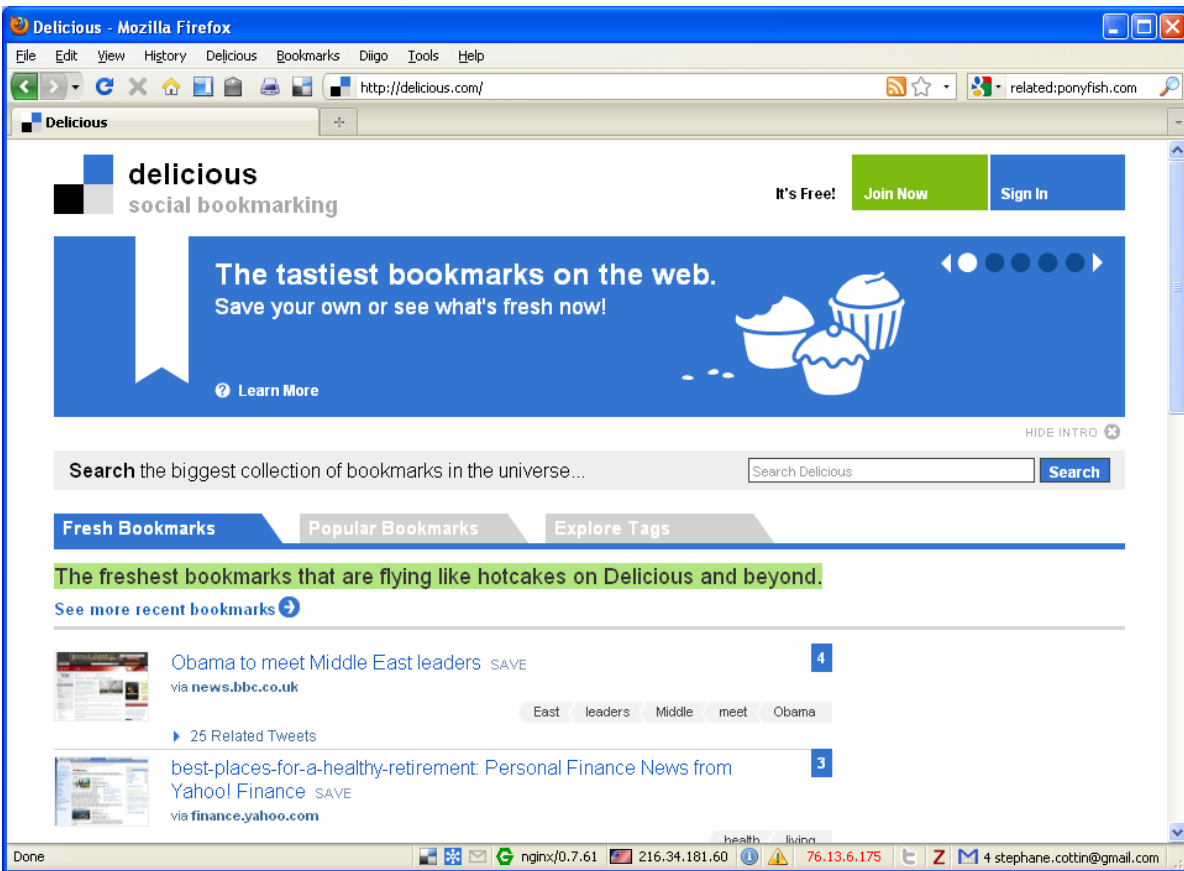 Delicious - Mozilla Firefox
File Edit View History Delicious Bookmarks Diigo Tools Help
http://delicious.com/ related:ponyfish.com
Delicious
delicious
social bookmarking
It's Free! Join Now Sign In
The tastiest bookmarks on the web.
Save your own or see what's fresh now!
Learn More
HIDE INTRO
Search the biggest collection of bookmarks in the universe... Search Delicious Search
Fresh Bookmarks Popular Bookmarks Explore Tags
The freshest bookmarks that are flying like hotcakes on Delicious and beyond.
See more recent bookmarks
Obama to meet Middle East leaders SAVE 4
via news.bbc.co.uk
East leaders Middle meet Obama
25 Related Tweets
best-places-for-a-healthy-retirement: Personal Finance News from 3
Yahoo! Finance SAVE
via finance.yahoo.com
health living
Done nginx/0.7.61 216.34.181.60 76.13.6.175 4 stephane.cottin@gmail.com